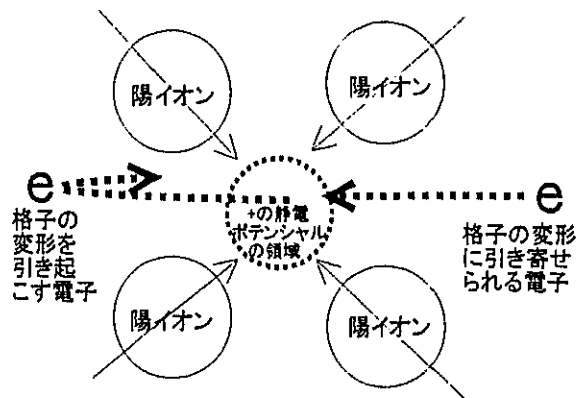 陽イオン
陽イオン
e
格子の
変形を
引き起
こす電子
+の静電
ポテンシャル
の領域
e
格子の変形
に引き寄せ
られる電子
陽イオン
陽イオン